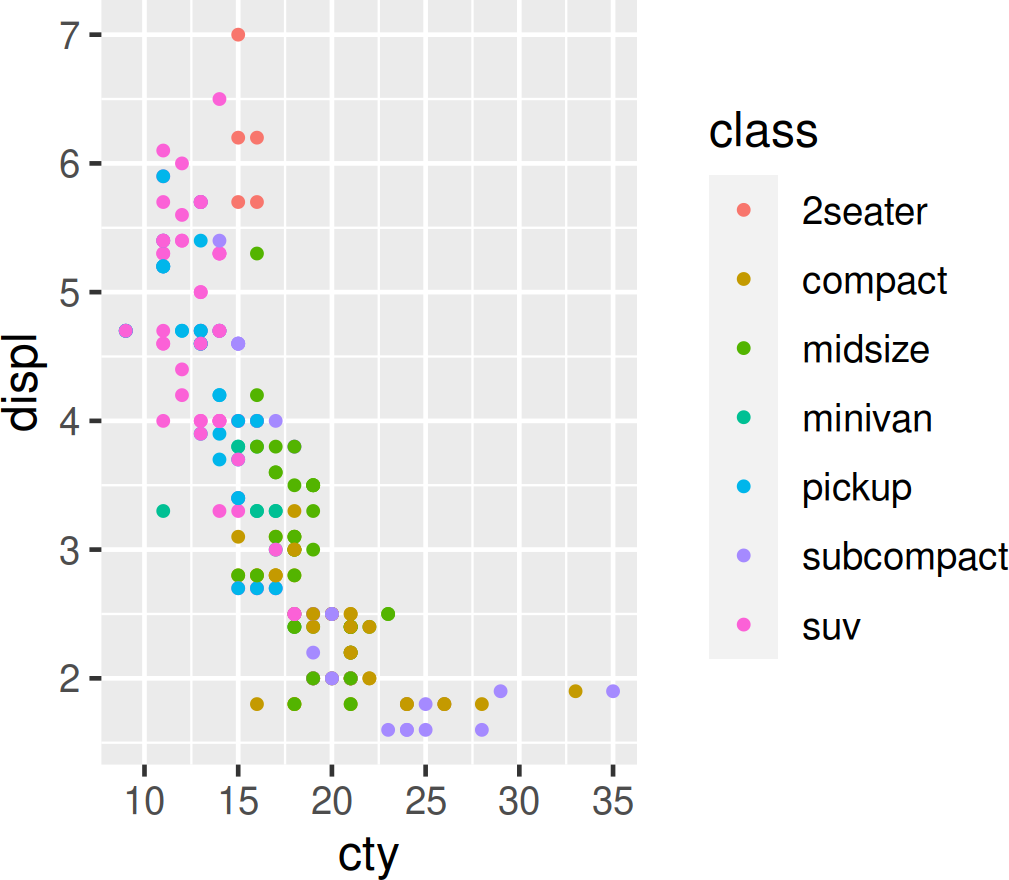 7
6
5
4
3
2
displ
10 15 20 25 30 35
cty
class
2seater
compact
midsize
minivan
pickup
subcompact
suv